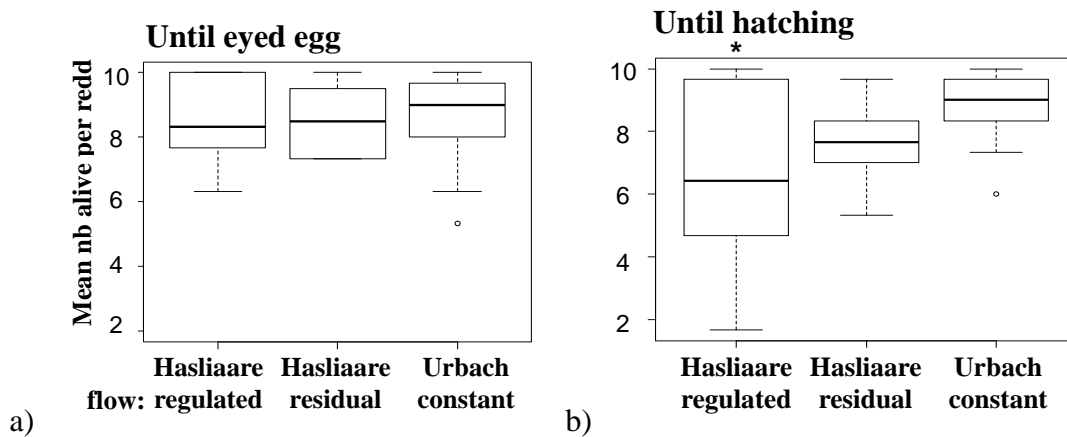 Until eyed egg
Mean nb alive per redd
10
8
6
4
2
Hasliaare Hasliaare Urbach
flow: regulated residual constant
a)
Until hatching
*
10
8
6
4
2
Hasliaare Hasliaare Urbach
regulated residual constant
b)